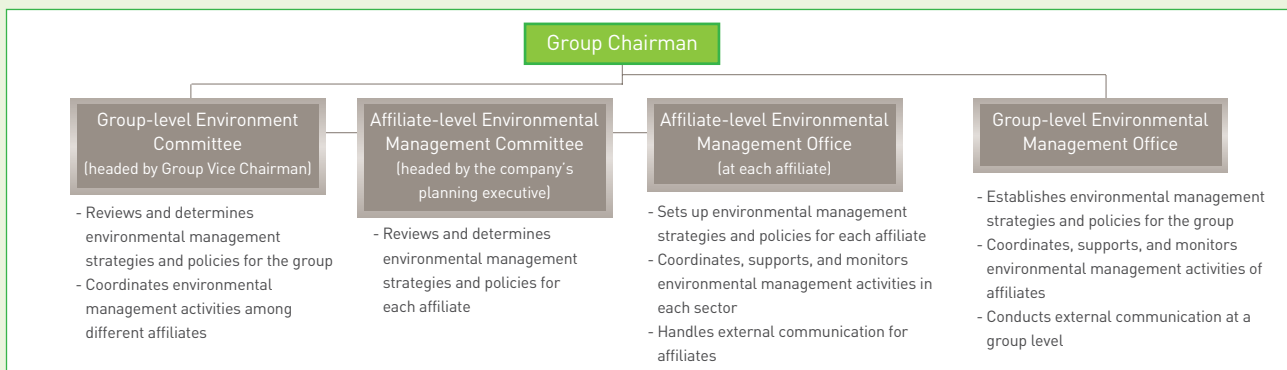 Group Chairman
Group-level Environment
Committee
(headed by Group Vice Chairman)
- Reviews and determines
environmental management
strategies and policies for the group
- Coordinates environmental
management activities among
different affiliates
Affiliate-level Environmental
Management Committee
(headed by the company's
planning executive)
- Reviews and determines
environmental management
strategies and policies for
each affiliate
Affiliate-level Environmental
Management Office
(at each affiliate)
- Sets up environmental management
strategies and policies for each affiliate
- Coordinates, supports, and monitors
environmental management activities in
each sector
- Handles external communication for
affiliates
Group-level Environmental
Management Office
- Establishes environmental management
strategies and policies for the group
- Coordinates, supports, and monitors
environmental management activities of
affiliates
- Conducts external communication at a
group level